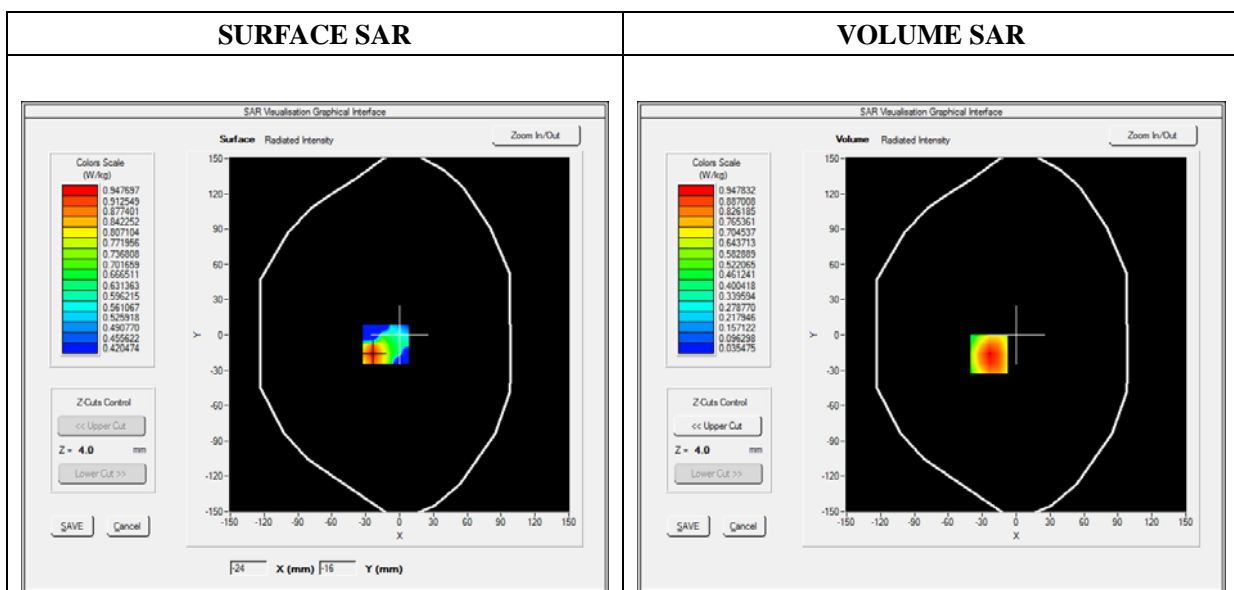 SURFACE SAR
VOLUME SAR
SAR Visualisation Graphical Interface
Surface Radiated Intensity
Zoom In/Out
Colors Scale
(W/kg)
0.947697
0.912549
0.877401
0.842252
0.807104
0.771956
0.736808
0.701659
0.666511
0.631363
0.596215
0.561067
0.525918
0.490770
0.455622
0.420474
Z-Cuts Control
<< Upper Cut
Z = 4.0 mm
Lower Cut >>
SAVE Cancel
150
120
90
60
30
0
-30
-60
-90
-120
-150
Y
-150 -120 -90 -60 -30 0 30 60 90 120 150
X
-24 X (mm) -16 Y (mm)
SAR Visualisation Graphical Interface
Volume Radiated Intensity
Zoom In/Out
Colors Scale
(W/kg)
0.947832
0.887008
0.826185
0.765361
0.704537
0.643713
0.582889
0.522065
0.461241
0.400418
0.339594
0.278770
0.217946
0.157122
0.096298
0.035475
Z-Cuts Control
<< Upper Cut
Z = 4.0 mm
Lower Cut >>
SAVE Cancel
150
120
90
60
30
0
-30
-60
-90
-120
-150
Y
-150 -120 -90 -60 -30 0 30 60 90 120 150
X